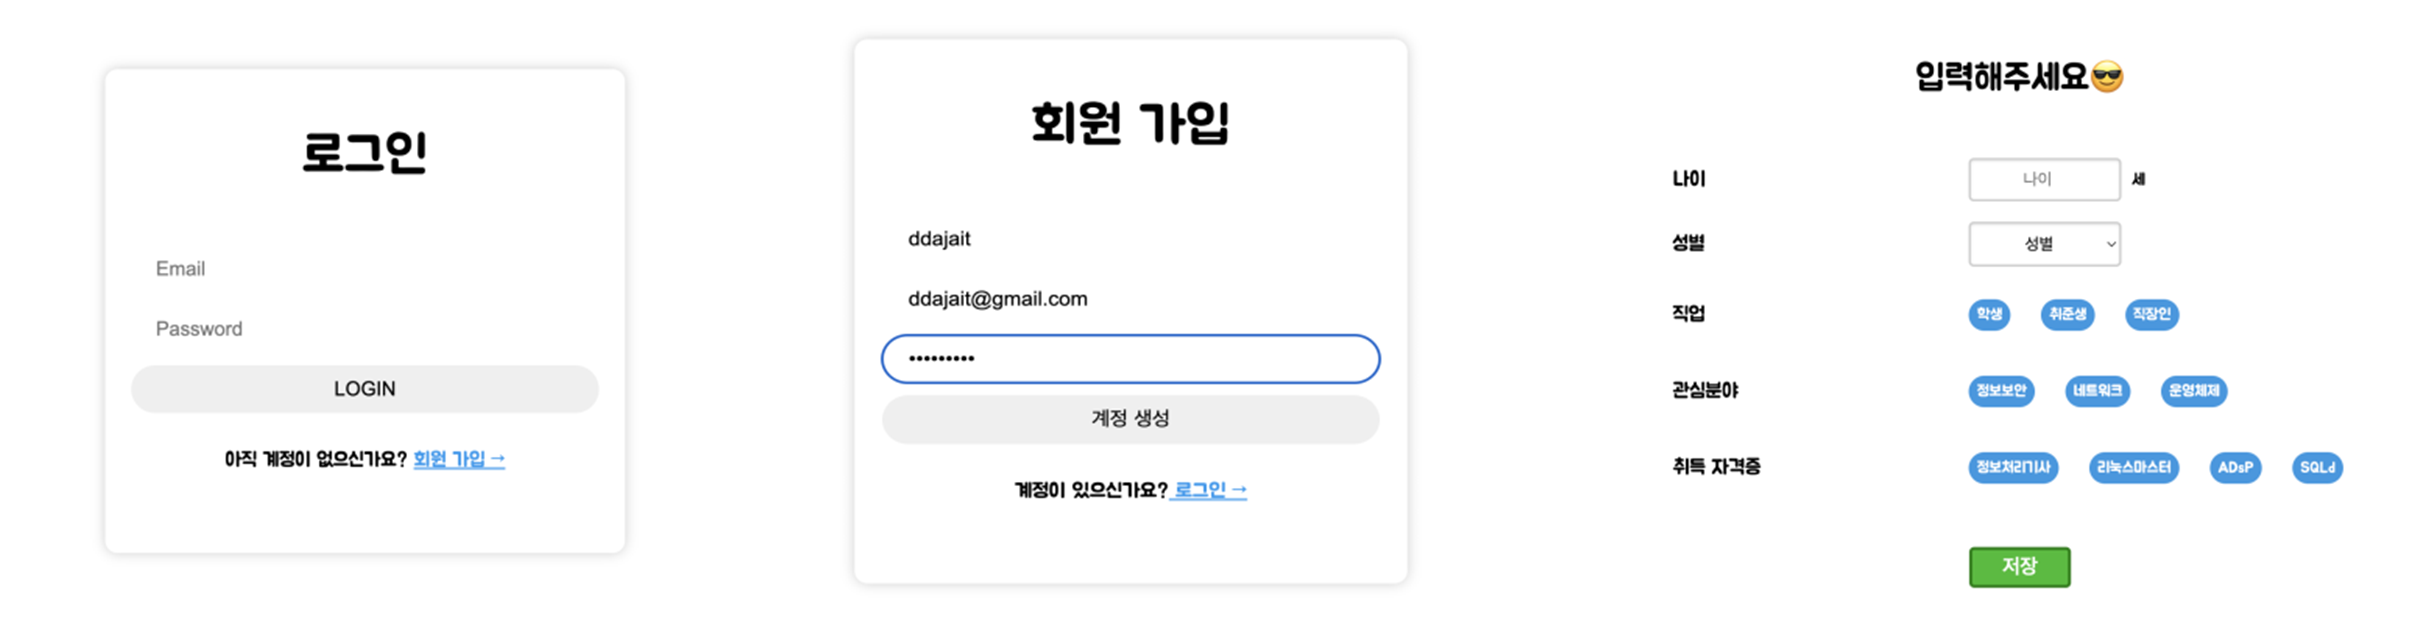 로그인
Email
Password
LOGIN
아직 계정이 없으신가요? 회원 가입 →
회원 가입
ddajait
ddajait@gmail.com
•••••••••
계정 생성
계정이 있으신가요? 로그인 →
입력해주세요😎
나이 나이 세
성별 성별
직업 학생 취준생 직장인
관심분야 정보보안 네트워크 운영체제
취득 자격증 정보처리기사 리눅스마스터 ADsP SQLd
저장